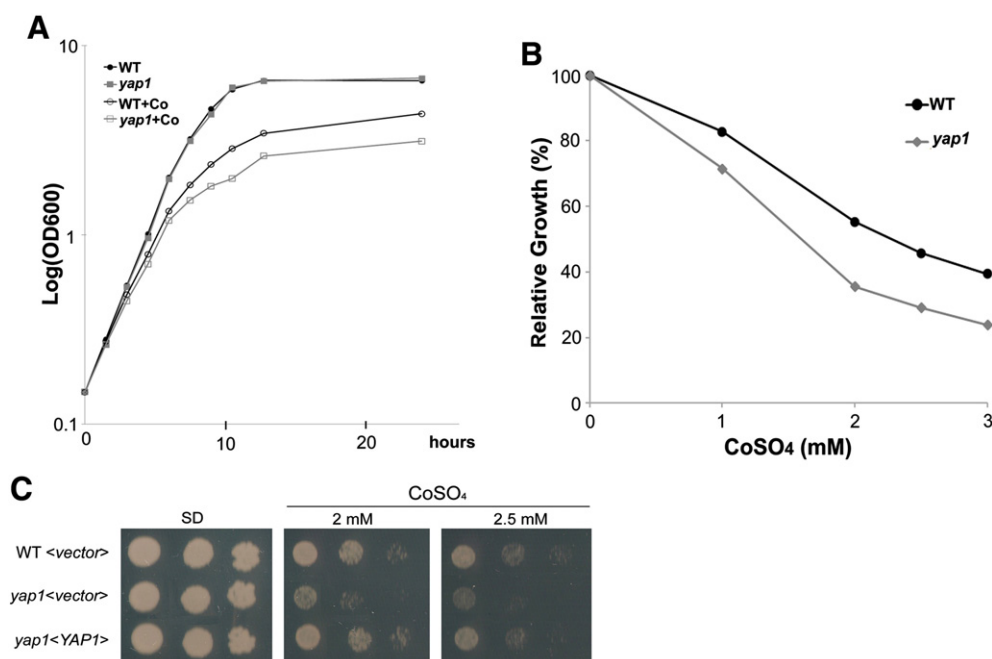 A
10
WT
yap1
WT+Co
yap1+Co
1
0.1
Log(OD600)
0
10
20
hours
B
100
80
60
40
20
0
Relative Growth (%)
WT
yap1
0
1
2
3
CoSO₄ (mM)
C
CoSO₄
SD
2 mM
2.5 mM
WT <vector>
yap1<vector>
yap1<YAP1>